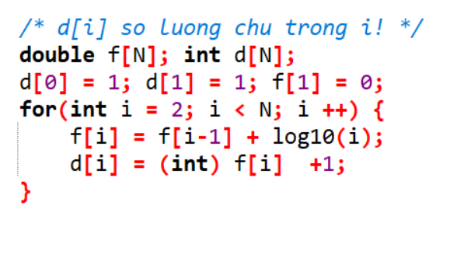 /* d[i] so luong chu trong i! */
double f[N]; int d[N];
d[0] = 1; d[1] = 1; f[1] = 0;
for(int i = 2; i < N; i ++) {
    f[i] = f[i-1] + log10(i);
    d[i] = (int) f[i]  +1;
}